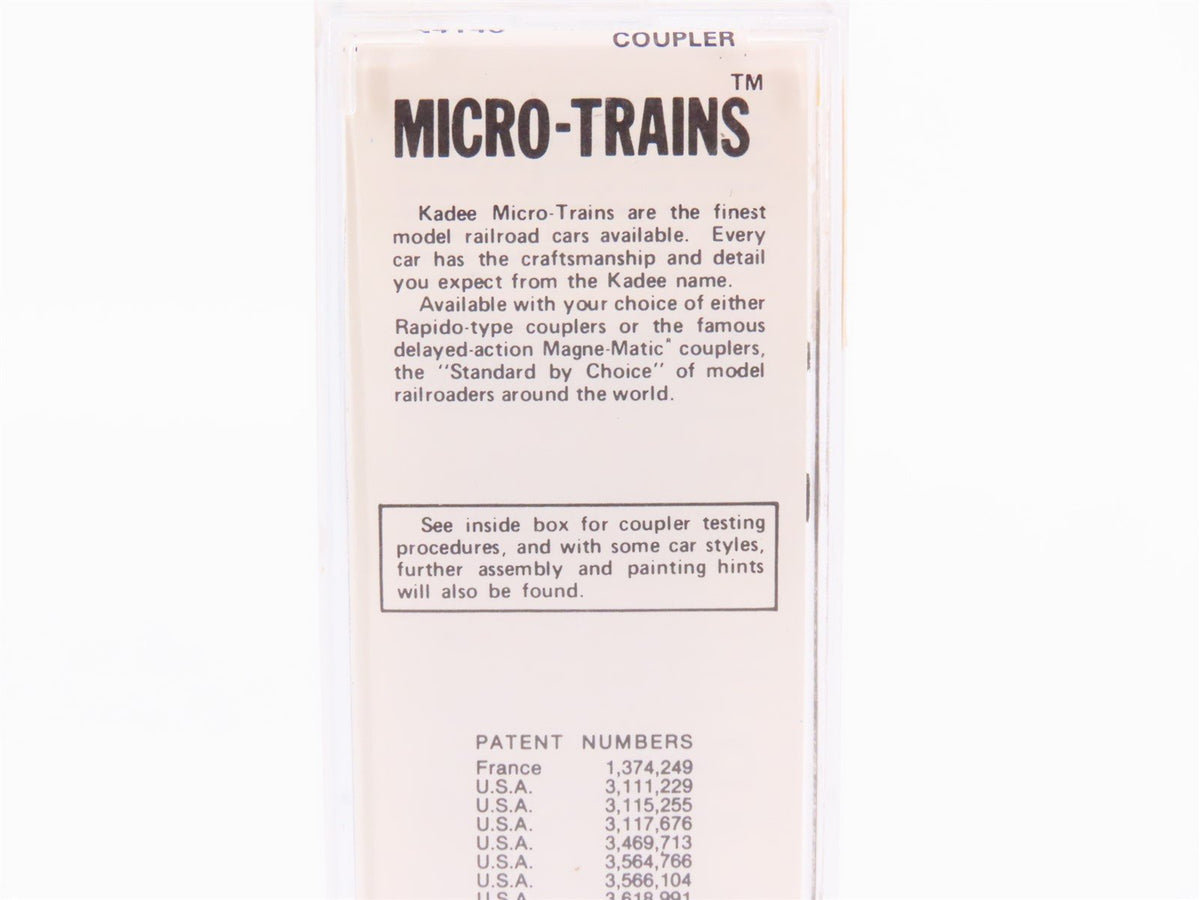 COUPLER
MICRO-TRAINS™
Kadee Micro-Trains are the finest
model railroad cars available. Every
car has the craftsmanship and detail
you expect from the Kadee name.
Available with your choice of either
Rapido-type couplers or the famous
delayed-action Magne-Matic® couplers,
the "Standard by Choice" of model
railroaders around the world.
See inside box for coupler testing
procedures, and with some car styles,
further assembly and painting hints
will also be found.
PATENT NUMBERS
France 1,374,249
U.S.A. 3,111,229
U.S.A. 3,115,255
U.S.A. 3,117,676
U.S.A. 3,469,713
U.S.A. 3,564,766
U.S.A. 3,566,104
U.S.A. 3,618,991